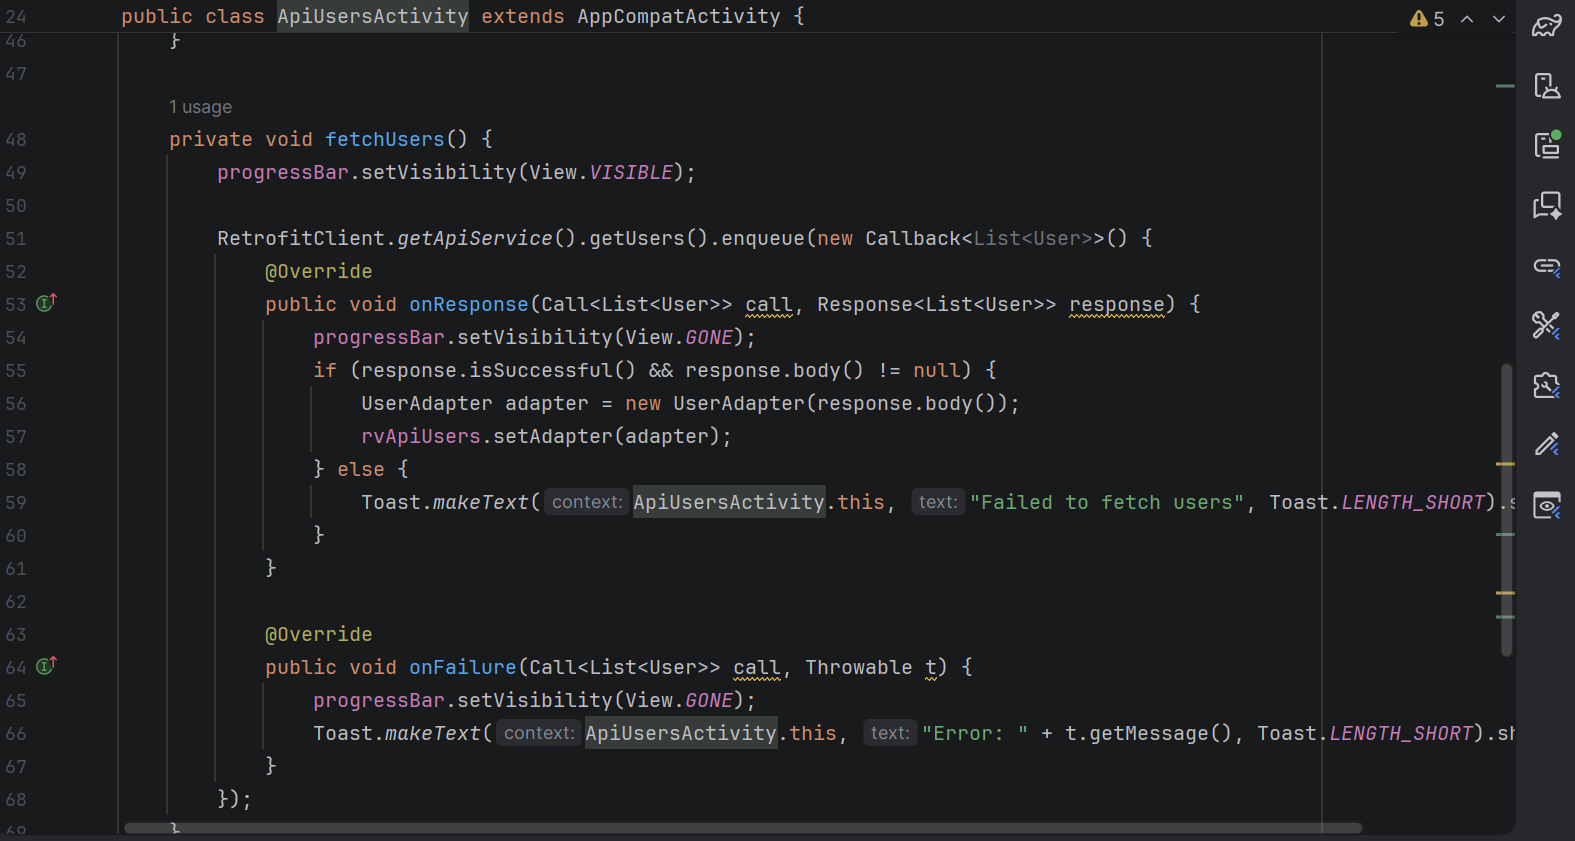 24 public class ApiUsersActivity extends AppCompatActivity { 5
46 }
47
1 usage
48 private void fetchUsers() {
49 progressBar.setVisibility(View.VISIBLE);
50
51 RetrofitClient.getApiService().getUsers().enqueue(new Callback<List<User>>() {
52 @Override
53 public void onResponse(Call<List<User>> call, Response<List<User>> response) {
54 progressBar.setVisibility(View.GONE);
55 if (response.isSuccessful() && response.body() != null) {
56 UserAdapter adapter = new UserAdapter(response.body());
57 rvApiUsers.setAdapter(adapter);
58 } else {
59 Toast.makeText( context: ApiUsersActivity.this, text: "Failed to fetch users", Toast.LENGTH_SHORT).s
60 }
61 }
62
63 @Override
64 public void onFailure(Call<List<User>> call, Throwable t) {
65 progressBar.setVisibility(View.GONE);
66 Toast.makeText( context: ApiUsersActivity.this, text: "Error: " + t.getMessage(), Toast.LENGTH_SHORT).sh
67 }
68 });
69 }